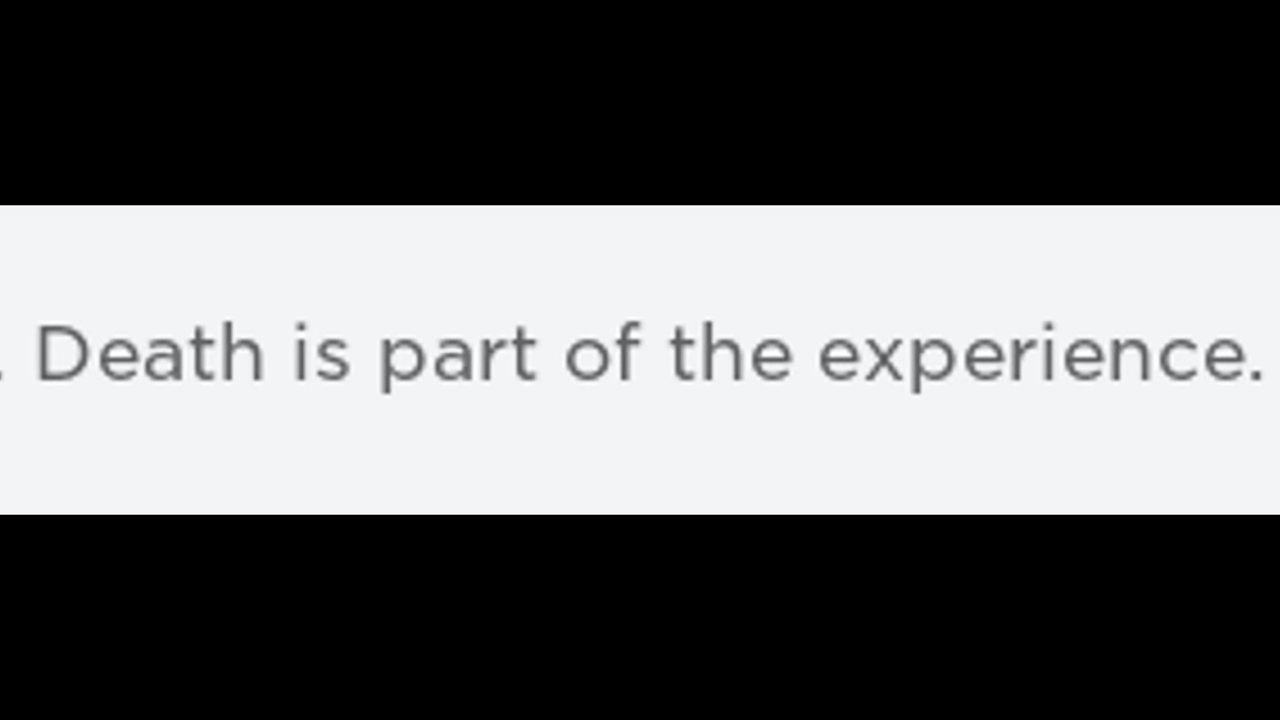 . Death is part of the experience.